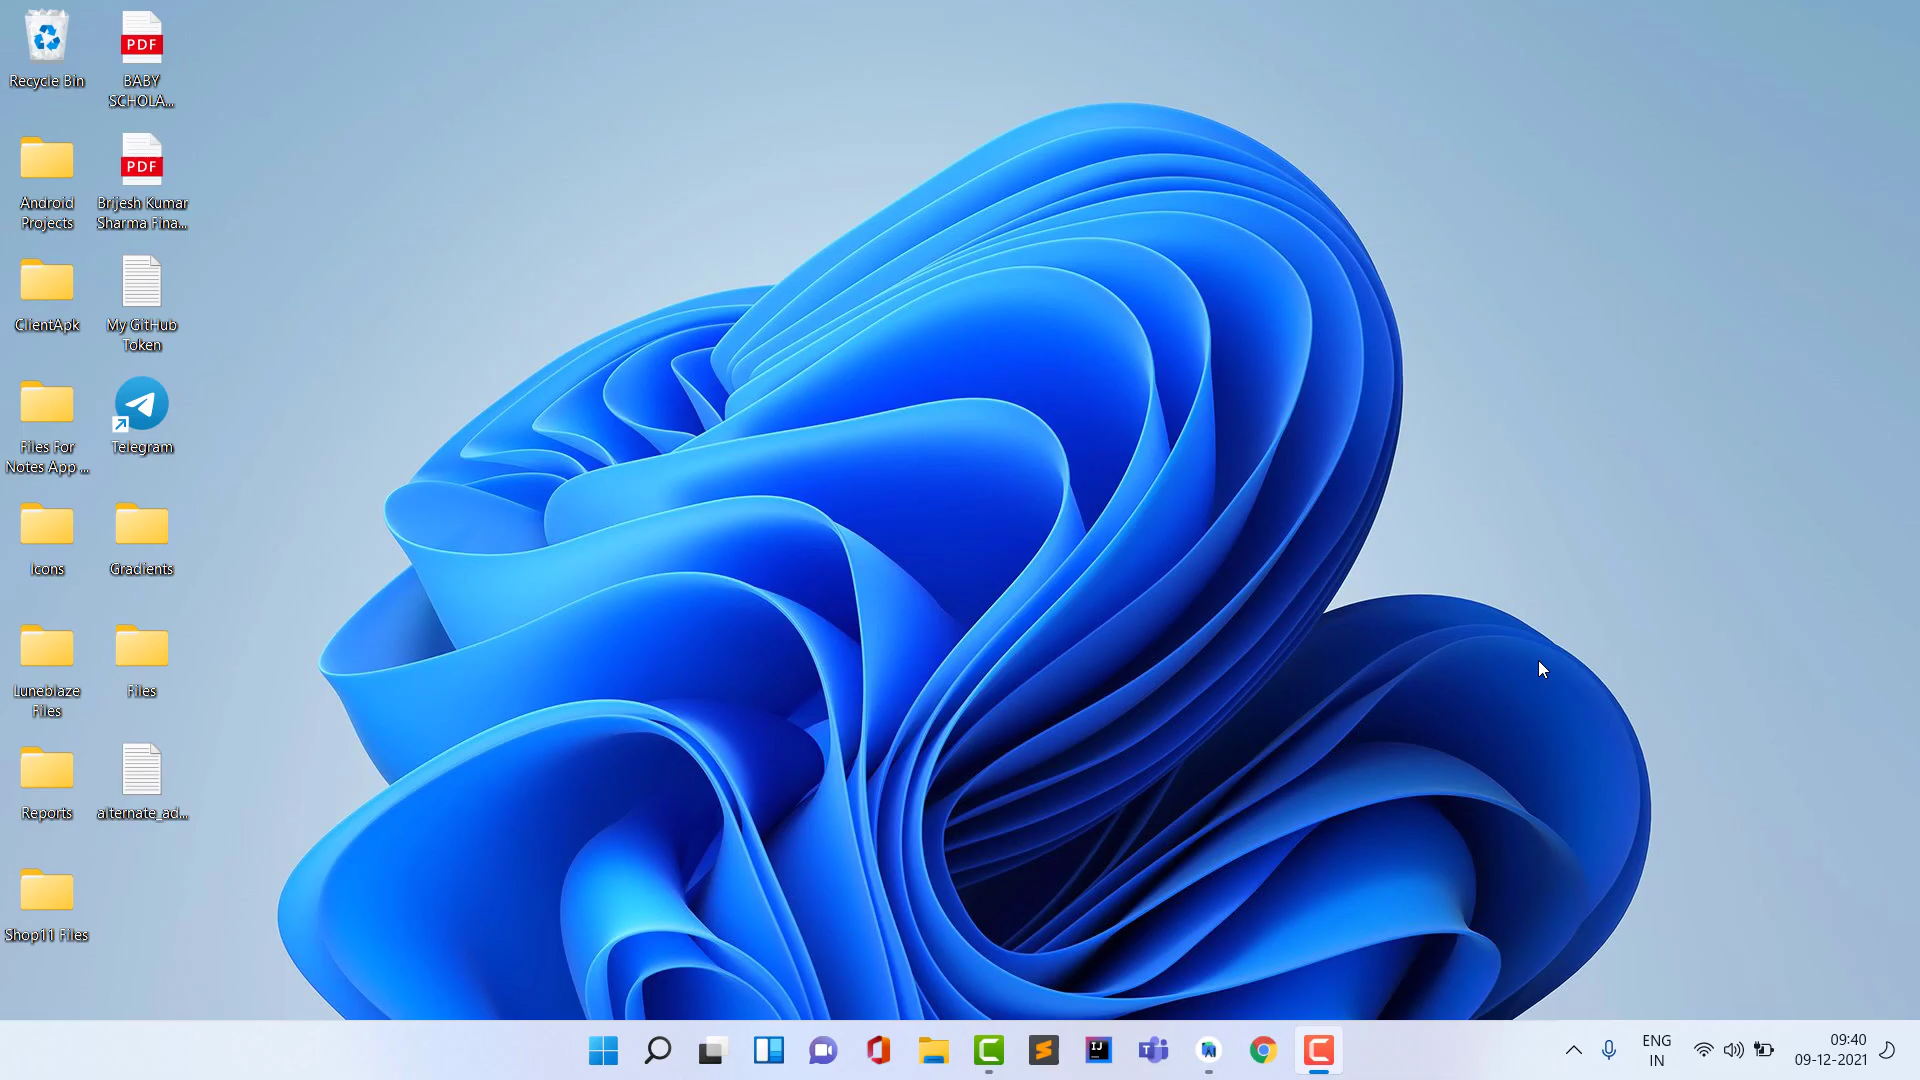 Recycle Bin
PDF
BABY
SCHOLA...
Android
Projects
PDF
Brijesh Kumar
Sharma Fina...
ClientApk
My GitHub
Token
Files For
Notes App ...
Telegram
Icons
Gradients
Luneblaze
Files
Files
Reports
alternate_ad...
Shop11 Files
IJ
ENG
IN
09:40
09-12-2021